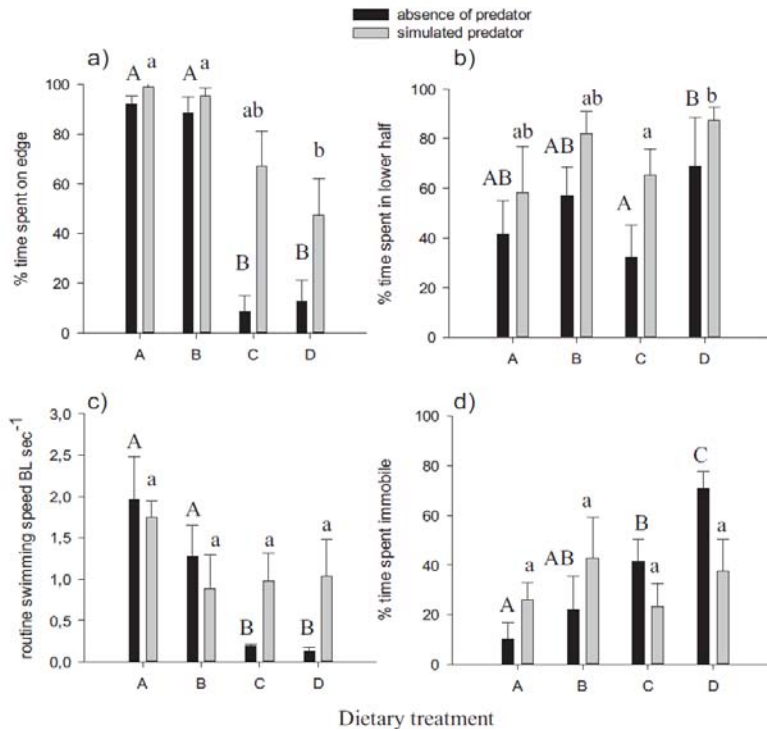 absence of predator
simulated predator
a)
% time spent on edge
100
80
60
40
20
0
A
a
A
a
ab
B
b
B
A
B
C
D
b)
% time spent in lower half
100
80
60
40
20
0
AB
ab
AB
ab
A
a
B
b
A
B
C
D
c)
routine swimming speed BL sec⁻¹
3,0
2,5
2,0
1,5
1,0
0,5
0,0
A
a
A
a
B
a
B
a
A
B
C
D
d)
% time spent immobile
100
80
60
40
20
0
A
a
AB
a
B
a
C
a
A
B
C
D
Dietary treatment